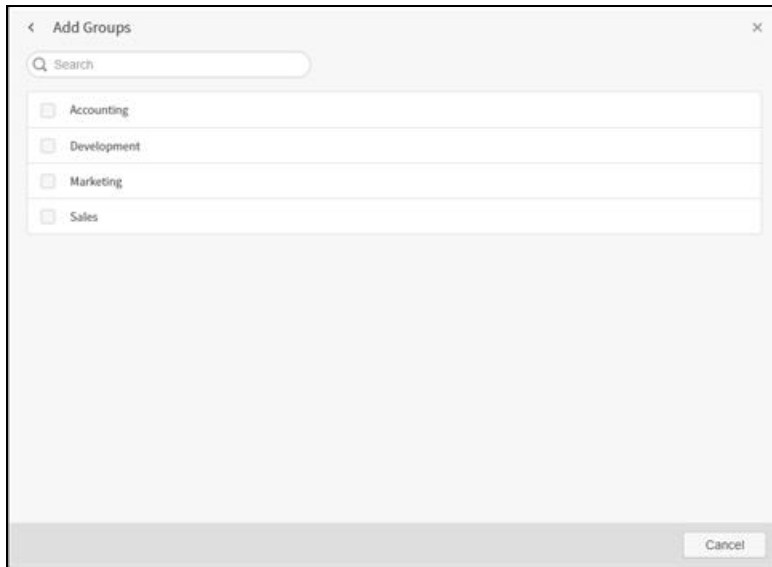 Add Groups
Search
Accounting
Development
Marketing
Sales
Cancel